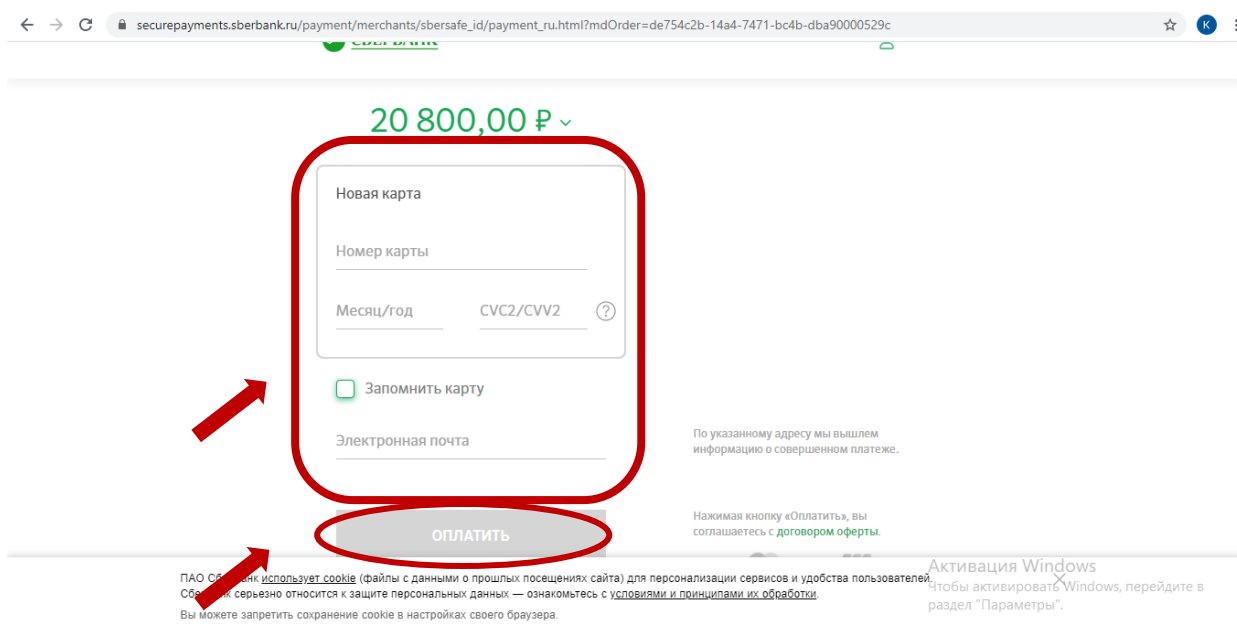 securepayments.sberbank.ru/payment/merchants/sbersafe_id/payment_ru.html?mdOrder=de754c2b-14a4-7471-bc4b-dba90000529c
K
СБЕРБАНК
20 800,00 ₽
Новая карта
Номер карты
Месяц/год CVC2/CVV2 ?
Запомнить карту
Электронная почта
По указанному адресу мы вышлем
информацию о совершенном платеже.
ОПЛАТИТЬ
Нажимая кнопку «Оплатить», вы
соглашаетесь с договором оферты.
ПАО Сбербанк использует cookie (файлы с данными о прошлых посещениях сайта) для персонализации сервисов и удобства пользователей.
Сбербанк серьезно относится к защите персональных данных — ознакомьтесь с условиями и принципами их обработки.
Вы можете запретить сохранение cookie в настройках своего браузера.
Активация Windows
Чтобы активировать Windows, перейдите в
раздел "Параметры".